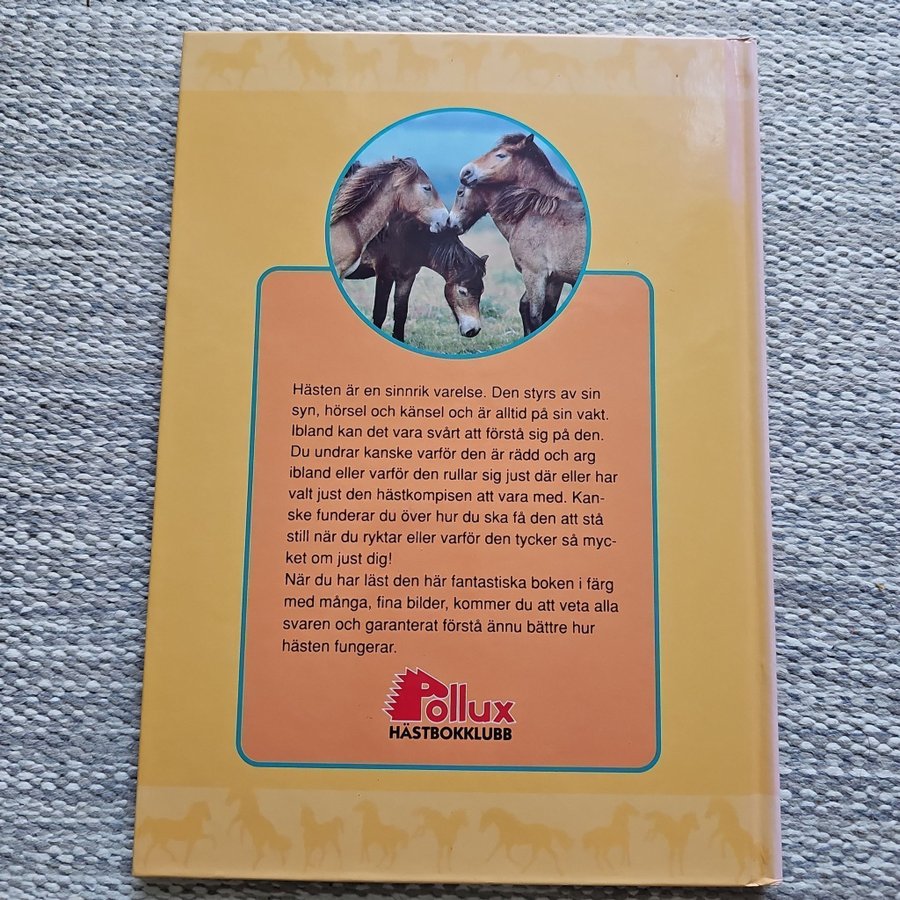 Hästen är en sinnrik varelse. Den styrs av sin
syn, hörsel och känsel och är alltid på sin vakt.
Ibland kan det vara svårt att förstå sig på den.
Du undrar kanske varför den är rädd och arg
ibland eller varför den rullar sig just där eller har
valt just den hästkompisen att vara med. Kan-
ske funderar du över hur du ska få den att stå
still när du ryktar eller varför den tycker så myc-
ket om just dig!
När du har läst den här fantastiska boken i färg
med många, fina bilder, kommer du att veta alla
svaren och garanterat förstå ännu bättre hur
hästen fungerar.
Pollux
HÄSTBOKKLUBB